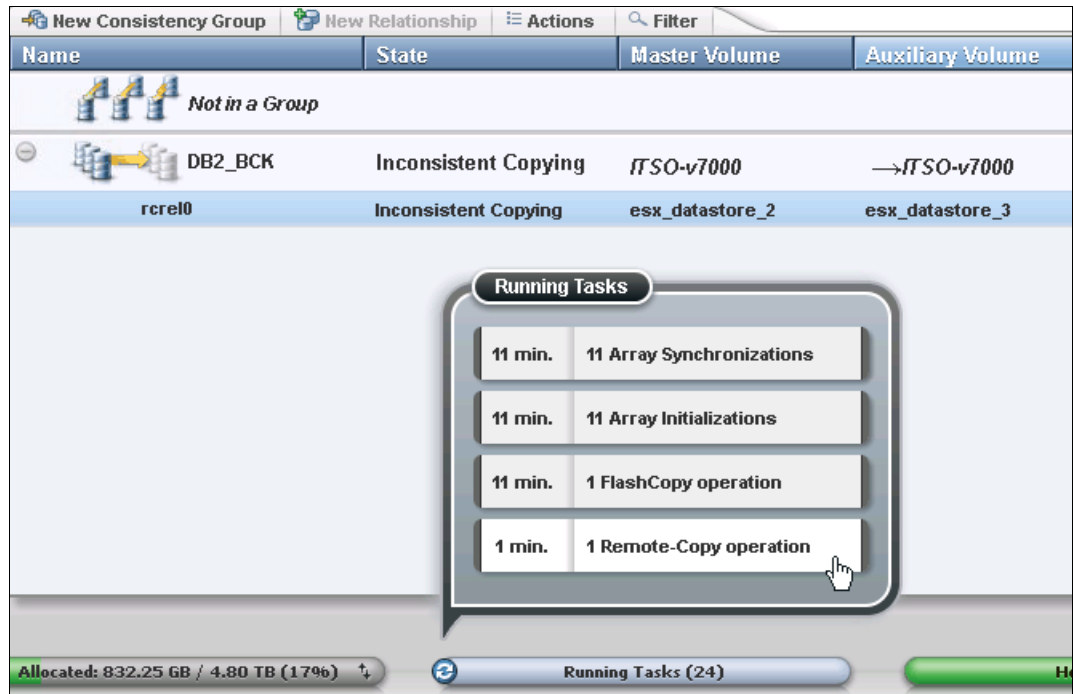 New Consistency Group New Relationship Actions Filter
Name State Master Volume Auxiliary Volume
Not in a Group
DB2_BCK Inconsistent Copying ITSO-v7000 →ITSO-v7000
rcrel0 Inconsistent Copying esx_datastore_2 esx_datastore_3
Running Tasks
11 min. 11 Array Synchronizations
11 min. 11 Array Initializations
11 min. 1 FlashCopy operation
1 min. 1 Remote-Copy operation
Allocated: 832.25 GB / 4.80 TB (17%) Running Tasks (24)